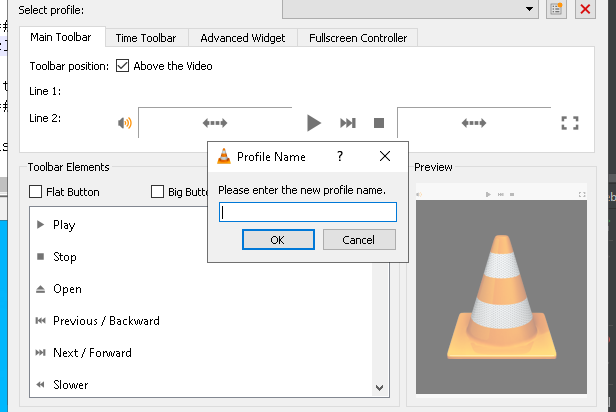 Select profile:
Main Toolbar
Time Toolbar
Advanced Widget
Fullscreen Controller
Toolbar position:
Above the Video
Line 1:
Line 2:
Profile Name
?
Please enter the new profile name.
OK
Cancel
Toolbar Elements
Flat Button
Big Butto
Preview
Play
Stop
Open
Previous / Backward
Next / Forward
Slower